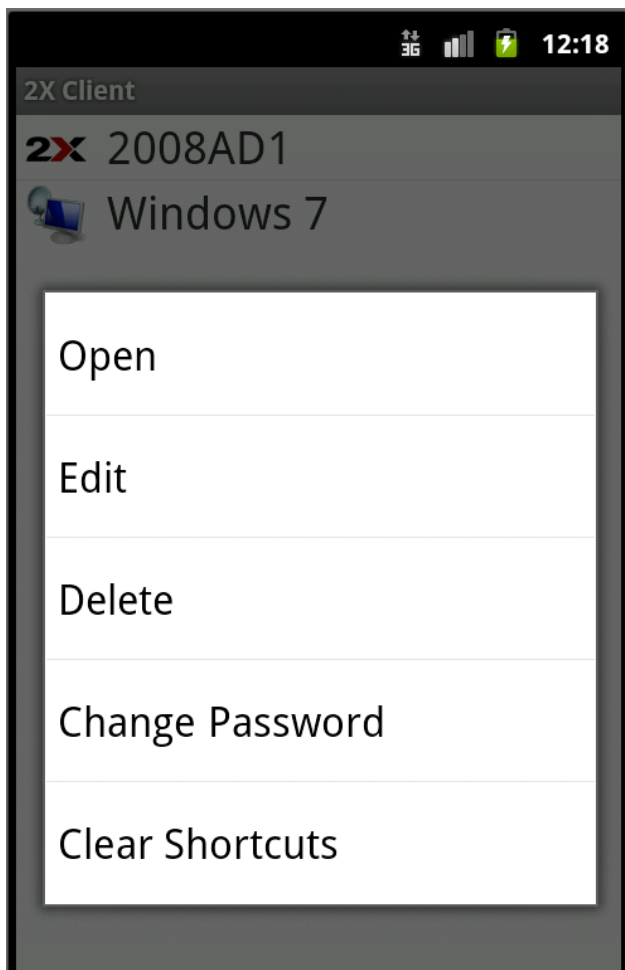 3G 12:18
2X Client
2X 2008AD1
Windows 7
Open
Edit
Delete
Change Password
Clear Shortcuts